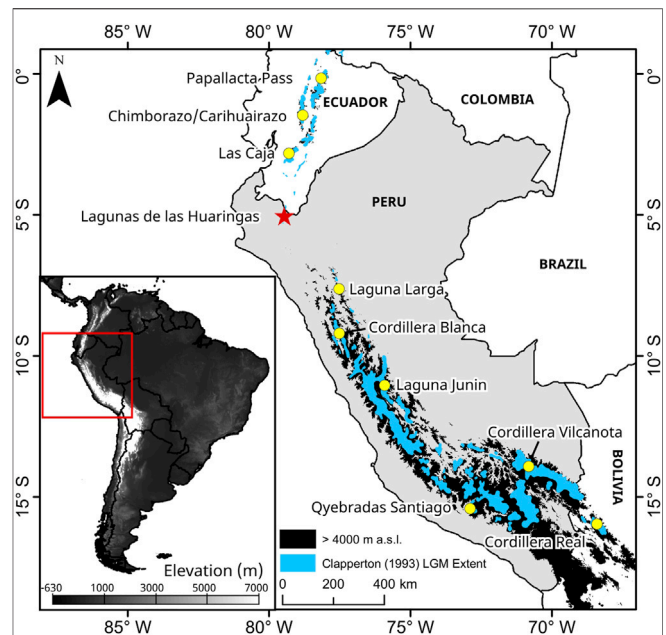 85° W
80° W
75° W
70° W
N
0°
5° S
10° S
15° S
Papallacta Pass
ECUADOR
COLOMBIA
Chimborazo/Carihuairazo
Las Caja
PERU
Lagunas de las Huaringas
BRAZIL
Laguna Larga
Cordillera Blanca
Laguna Junin
Cordillera Vilcanota
BOLIVIA
Qyebradas Santiago
Cordillera Real
> 4000 m a.s.l.
Clapperton (1993) LGM Extent
0 200 400 km
Elevation (m)
-630 1000 3000 5000 7000
0°
5° S
10° S
15° S
85° W
80° W
75° W
70° W